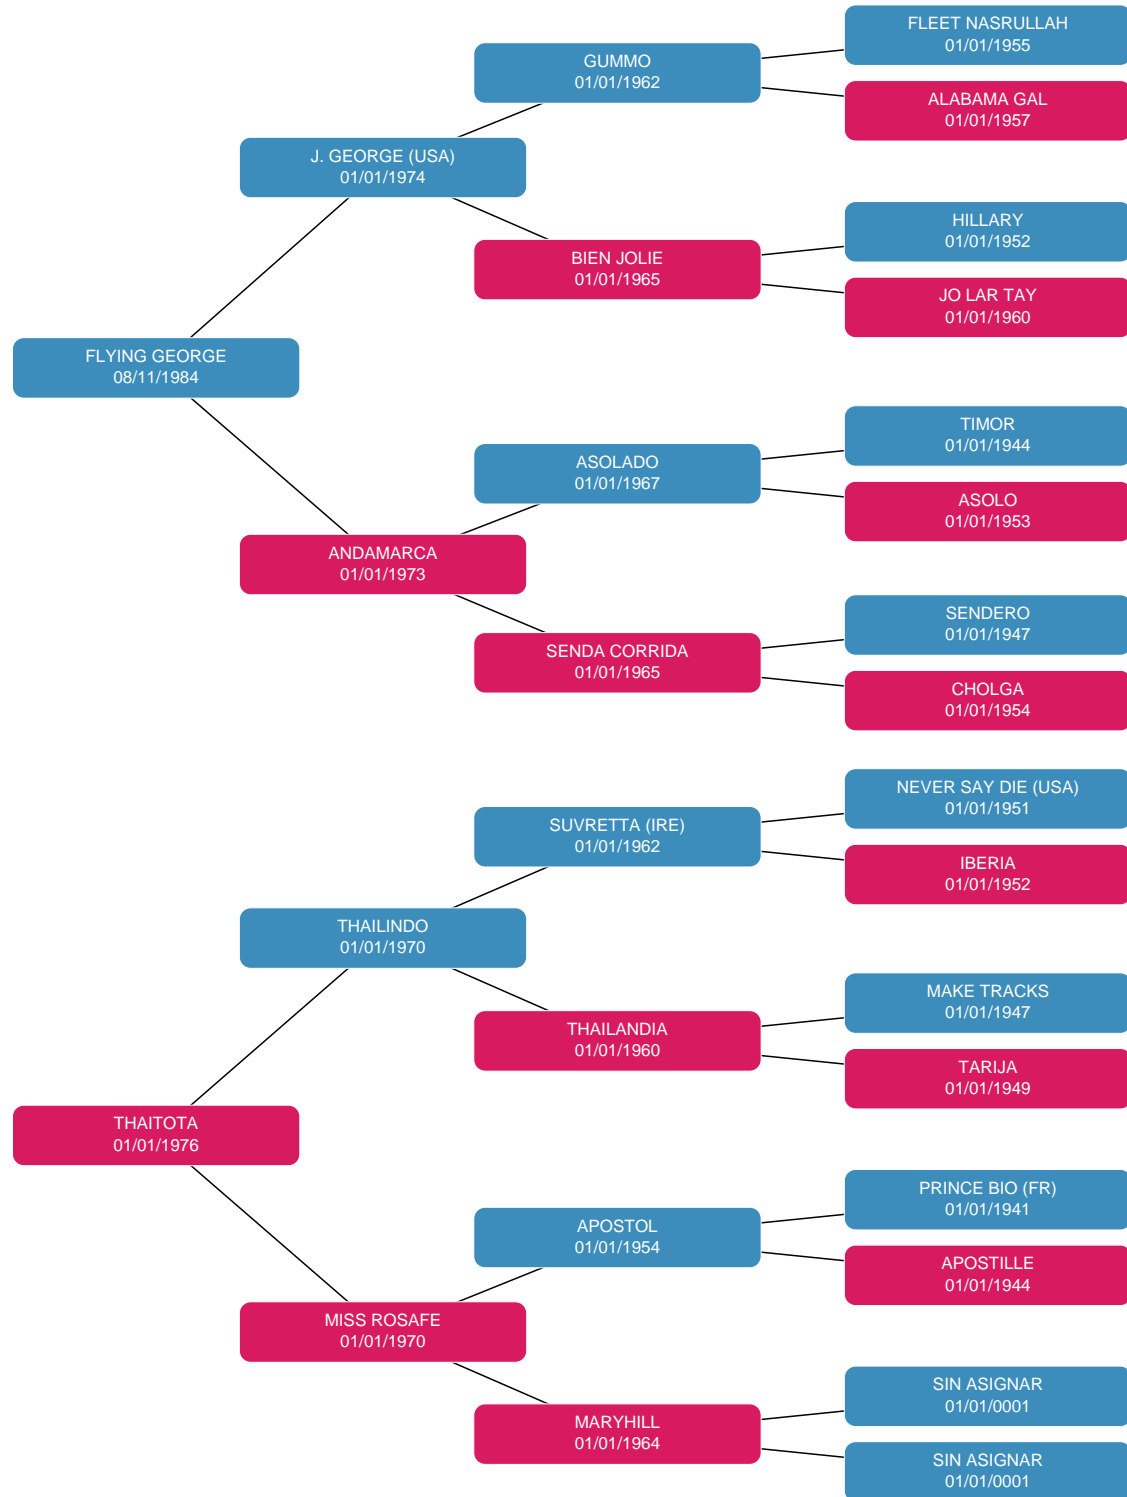 FLEET NASRULLAH
01/01/1955
GUMMO
01/01/1962
ALABAMA GAL
01/01/1957
J. GEORGE (USA)
01/01/1974
HILLARY
01/01/1952
BIEN JOLIE
01/01/1965
JO LAR TAY
01/01/1960
FLYING GEORGE
08/11/1984
TIMOR
01/01/1944
ASOLADO
01/01/1967
ASOLO
01/01/1953
ANDAMARCA
01/01/1973
SENDERO
01/01/1947
SENDA CORRIDA
01/01/1965
CHOLGA
01/01/1954
NEVER SAY DIE (USA)
01/01/1951
SUVRETTA (IRE)
01/01/1962
IBERIA
01/01/1952
THAILINDO
01/01/1970
MAKE TRACKS
01/01/1947
THAILANDIA
01/01/1960
TARIJA
01/01/1949
THAITOTA
01/01/1976
PRINCE BIO (FR)
01/01/1941
APOSTOL
01/01/1954
APOSTILLE
01/01/1944
MISS ROSAFE
01/01/1970
SIN ASIGNAR
01/01/0001
MARYHILL
01/01/1964
SIN ASIGNAR
01/01/0001